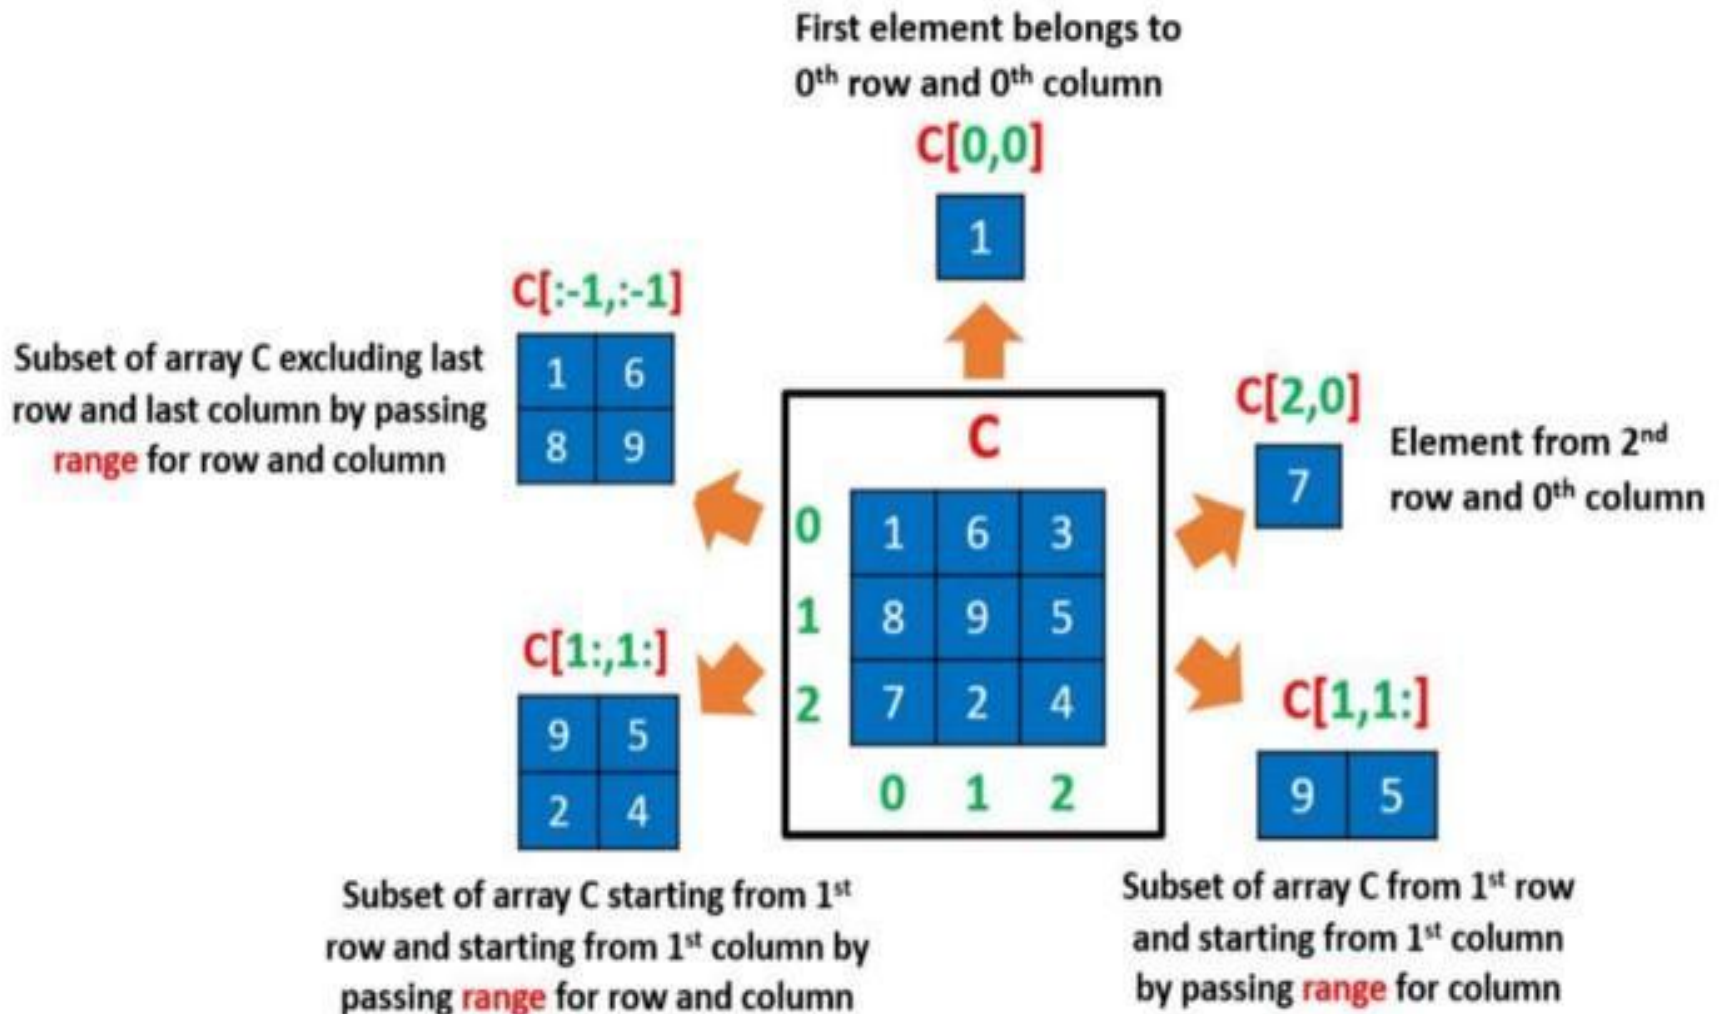 First element belongs to
0th row and 0th column
C[0,0]
1
C[:-1,:-1]
1 6
8 9
Subset of array C excluding last
row and last column by passing
range for row and column
C[2,0]
7
Element from 2nd
row and 0th column
C
0 1 6 3
1 8 9 5
2 7 2 4
0 1 2
C[1:,1:]
9 5
2 4
Subset of array C starting from 1st
row and starting from 1st column by
passing range for row and column
C[1,1:]
9 5
Subset of array C from 1st row
and starting from 1st column
by passing range for column